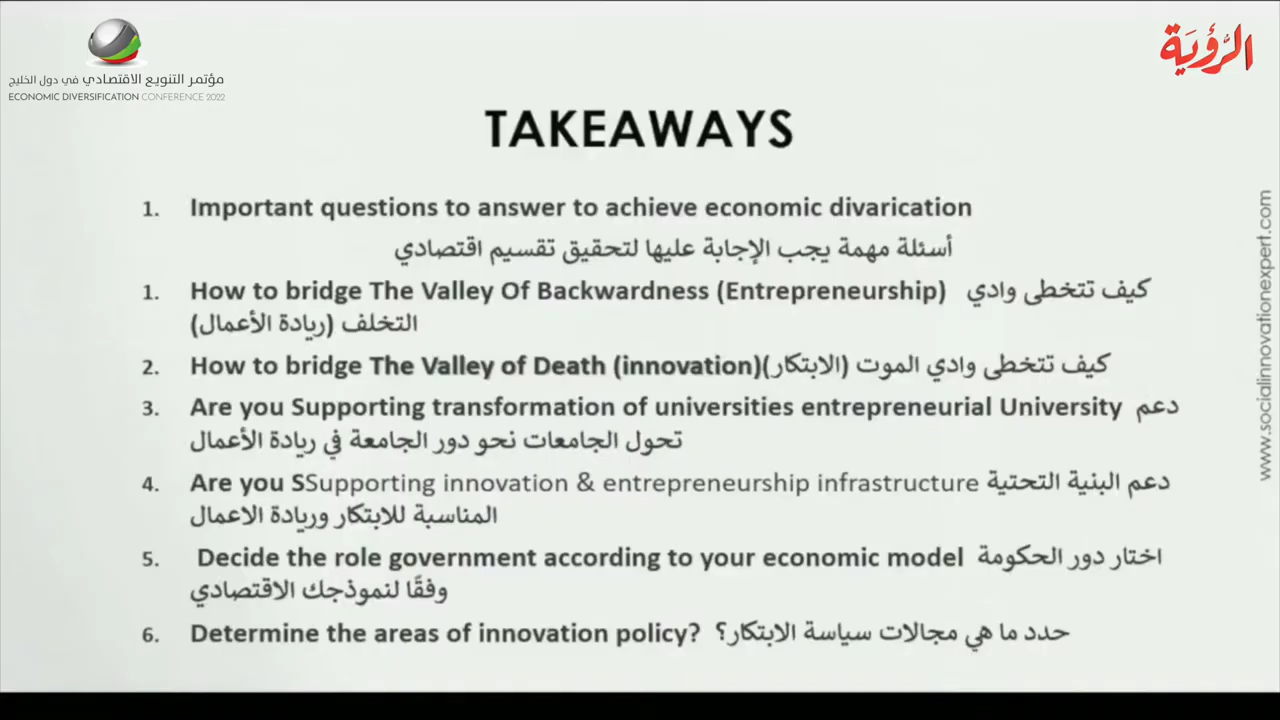 مؤتمر التنويع الاقتصادي في دول الخليج
ECONOMIC DIVERSIFICATION CONFERENCE 2022
الرُّؤيَة
TAKEAWAYS
1. Important questions to answer to achieve economic divarication
أسئلة مهمة يجب الإجابة عليها لتحقيق تقسيم اقتصادي
1. How to bridge The Valley Of Backwardness (Entrepreneurship) كيف تتخطى وادي
التخلف (ريادة الأعمال)
2. How to bridge The Valley of Death (innovation)كيف تتخطى وادي الموت (الابتكار)
3. Are you Supporting transformation of universities entrepreneurial University دعم
تحول الجامعات نحو دور الجامعة في ريادة الأعمال
4. Are you SSupporting innovation & entrepreneurship infrastructure دعم البنية التحتية
المناسبة للابتكار وريادة الاعمال
5. Decide the role government according to your economic model اختار دور الحكومة
وفقًا لنموذجك الاقتصادي
6. Determine the areas of innovation policy? حدد ما هي مجالات سياسة الابتكار؟
www.socialinnovationexpert.com